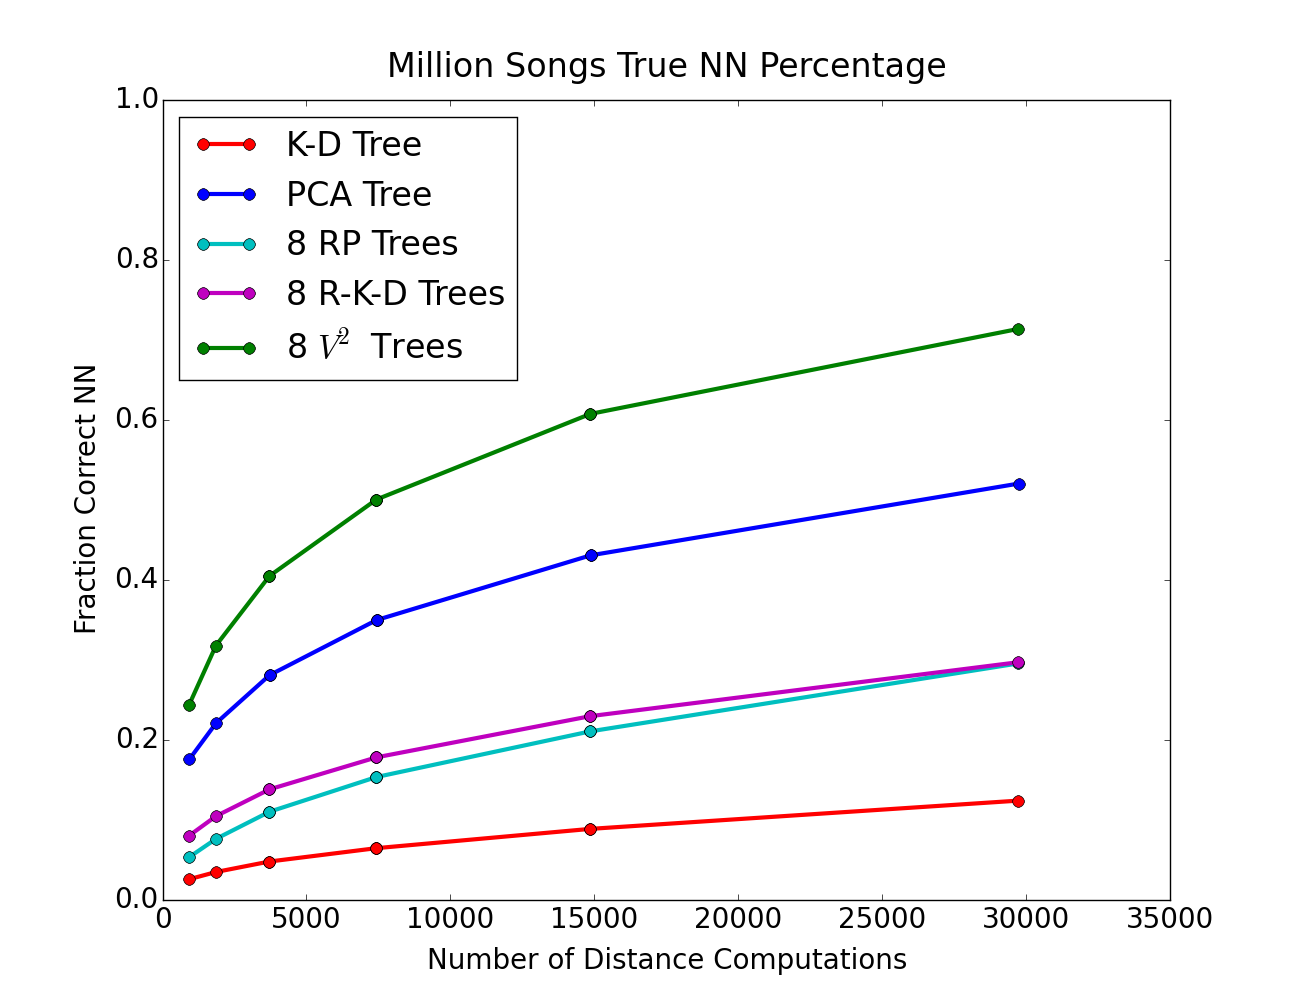 Million Songs True NN Percentage
1.0
0.8
0.6
0.4
0.2
0.0
Fraction Correct NN
K-D Tree
PCA Tree
8 RP Trees
8 R-K-D Trees
8 V² Trees
0 5000 10000 15000 20000 25000 30000 35000
Number of Distance Computations